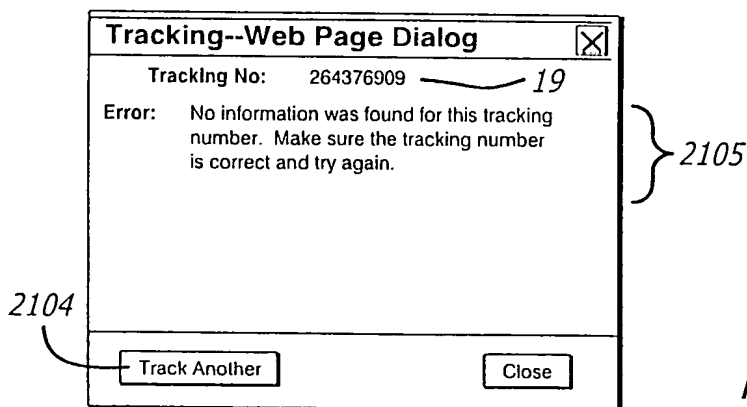 Tracking--Web Page Dialog
Tracking No: 264376909 19
Error: No information was found for this tracking
number. Make sure the tracking number
is correct and try again.
2105
2104
Track Another Close